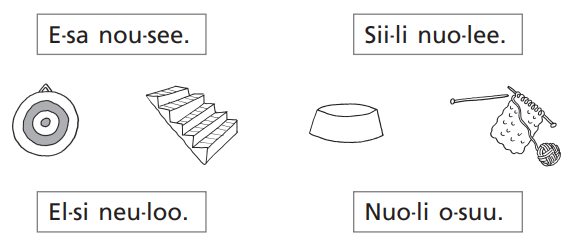 E-sa nou-see.
Sii-li nuo-lee.
El-si neu-loo.
Nuo-li o-suu.